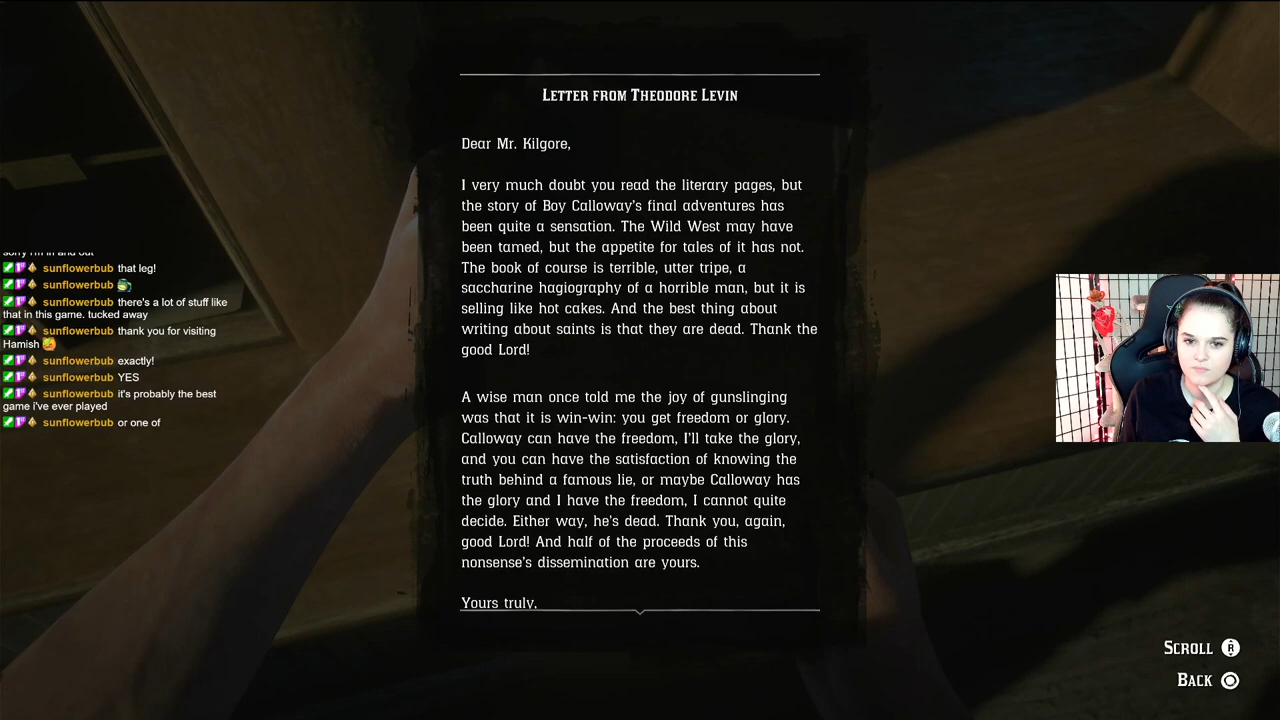 sorry i'm in and out
sunflowerbub that leg!
sunflowerbub
sunflowerbub there's a lot of stuff like
that in this game. tucked away
sunflowerbub thank you for visiting
Hamish
sunflowerbub exactly!
sunflowerbub YES
sunflowerbub it's probably the best
game i've ever played
sunflowerbub or one of
Letter from Theodore Levin
Dear Mr. Kilgore,
I very much doubt you read the literary pages, but
the story of Boy Calloway's final adventures has
been quite a sensation. The Wild West may have
been tamed, but the appetite for tales of it has not.
The book of course is terrible, utter tripe, a
saccharine hagiography of a horrible man, but it is
selling like hot cakes. And the best thing about
writing about saints is that they are dead. Thank the
good Lord!
A wise man once told me the joy of gunslinging
was that it is win-win: you get freedom or glory.
Calloway can have the freedom, I'll take the glory,
and you can have the satisfaction of knowing the
truth behind a famous lie, or maybe Calloway has
the glory and I have the freedom, I cannot quite
decide. Either way, he's dead. Thank you, again,
good Lord! And half of the proceeds of this
nonsense's dissemination are yours.
Yours truly,
Scroll R
Back